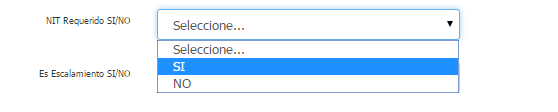 NIT Requerido SI/NO
Seleccione...
Seleccione...
SI
NO
Es Escalamiento SI/NO